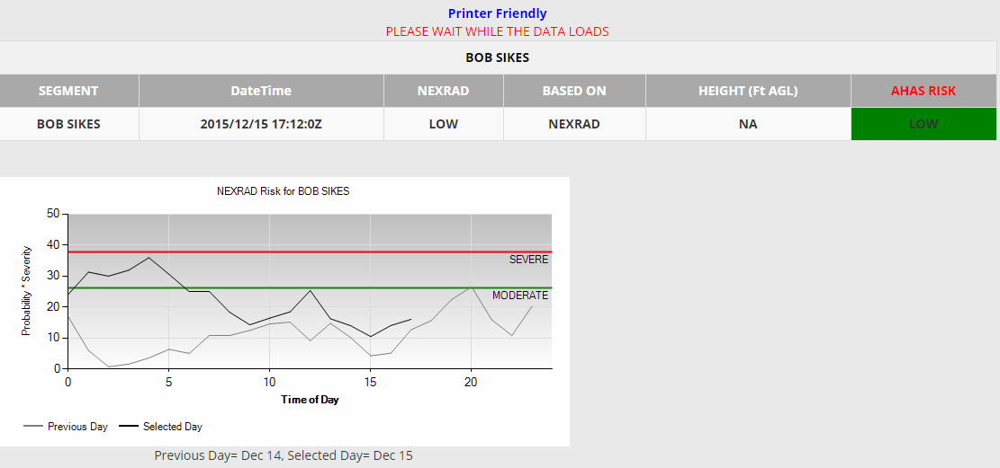 Printer Friendly
PLEASE WAIT WHILE THE DATA LOADS
BOB SIKES
SEGMENT DateTime NEXRAD BASED ON HEIGHT (Ft AGL) AHAS RISK
BOB SIKES 2015/12/15 17:12:0Z LOW NEXRAD NA LOW
NEXRAD Risk for BOB SIKES
Probability * Severity
50
40
SEVERE
30
MODERATE
20
10
0
0 5 10 15 20
Time of Day
Previous Day Selected Day
Previous Day= Dec 14, Selected Day= Dec 15